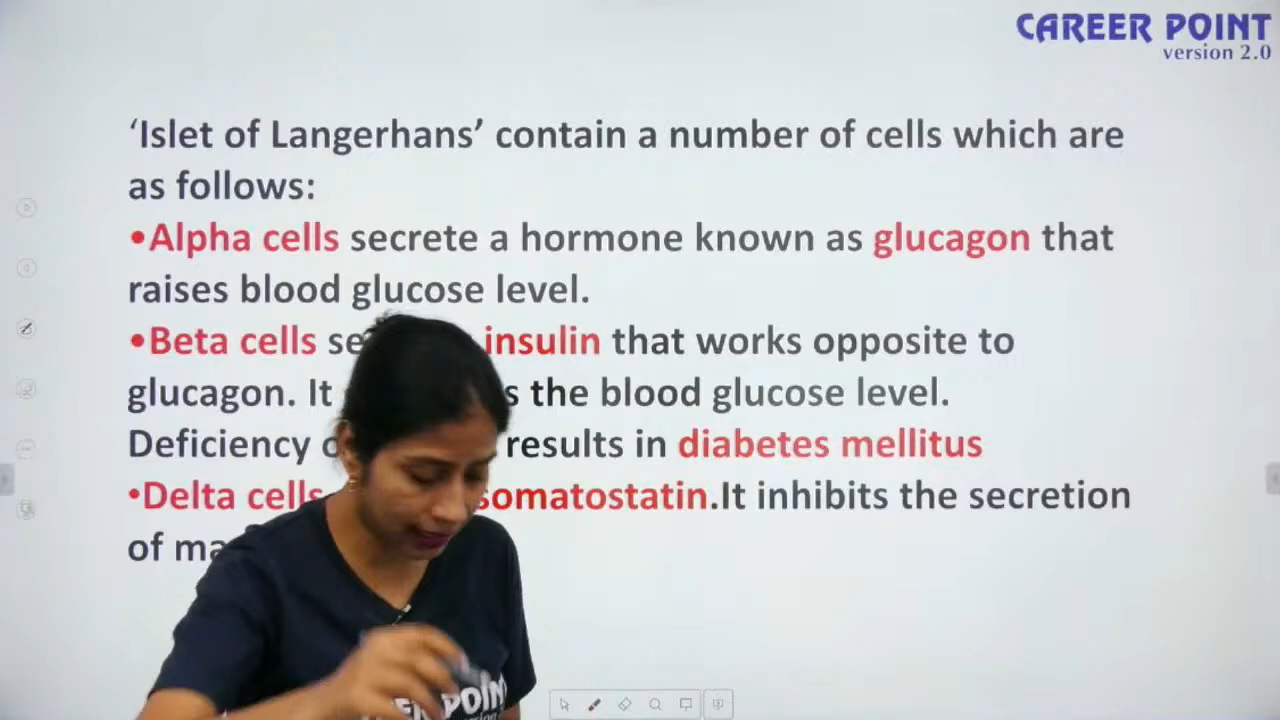 CAREER POINT
version 2.0
‘Islet of Langerhans’ contain a number of cells which are
as follows:
•Alpha cells secrete a hormone known as glucagon that
raises blood glucose level.
•Beta cells insulin that works opposite to
glucagon. It the blood glucose level.
Deficiency results in diabetes mellitus
•Delta cells somatostatin.It inhibits the secretion
of
POINT